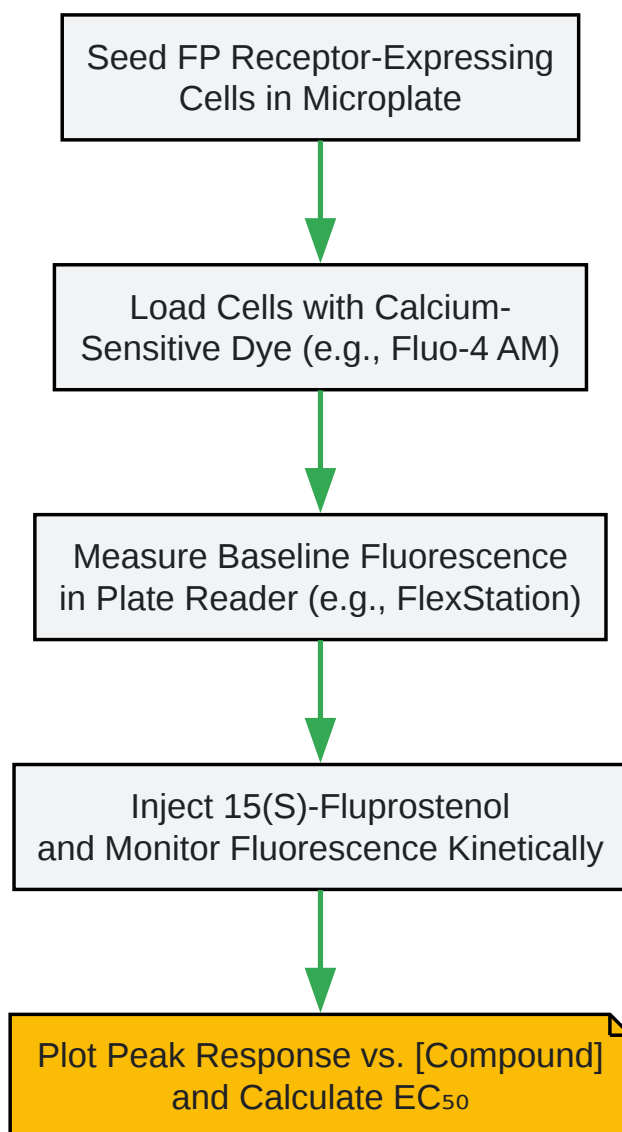 Seed FP Receptor-Expressing
Cells in Microplate
Load Cells with Calcium-
Sensitive Dye (e.g., Fluo-4 AM)
Measure Baseline Fluorescence
in Plate Reader (e.g., FlexStation)
Inject 15(S)-Fluprostenol
and Monitor Fluorescence Kinetically
Plot Peak Response vs. [Compound]
and Calculate EC₅₀